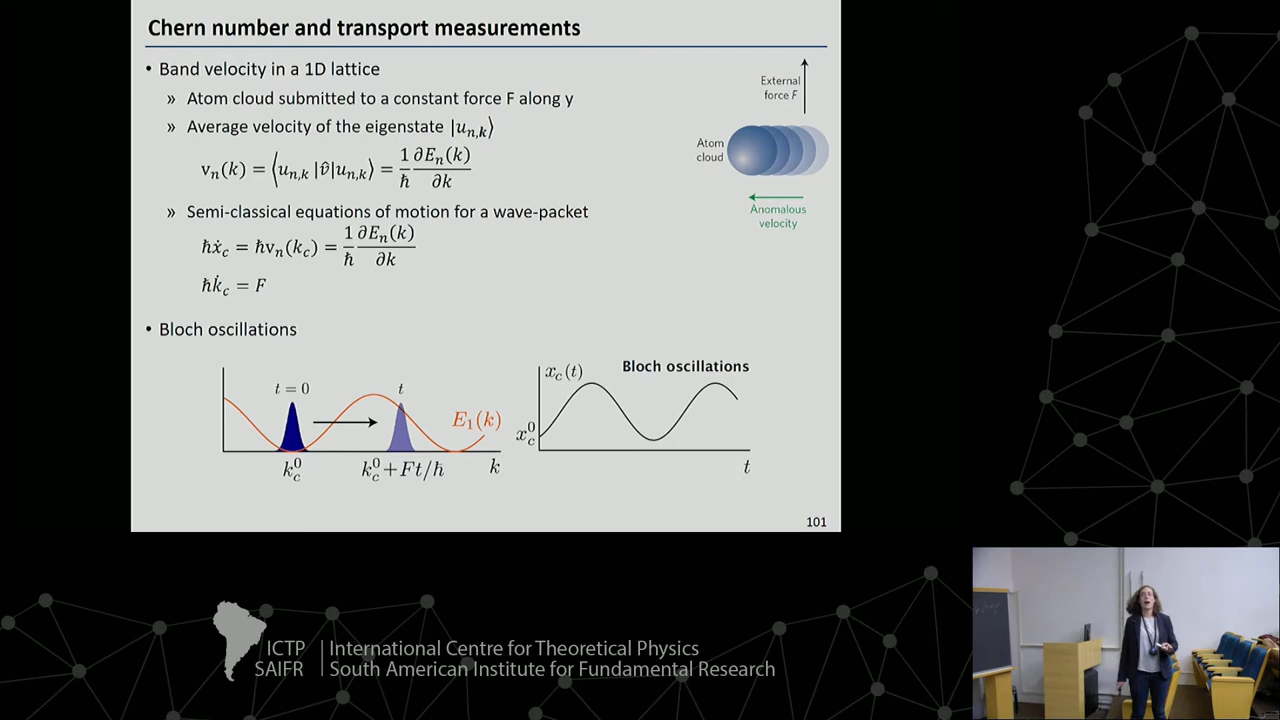 Chern number and transport measurements
• Band velocity in a 1D lattice
» Atom cloud submitted to a constant force F along y
» Average velocity of the eigenstate |u_{n,k}⟩
v_n(k) = ⟨u_{n,k} |v̂|u_{n,k}⟩ = 1/ħ ∂E_n(k)/∂k
» Semi-classical equations of motion for a wave-packet
ħẋ_c = ħv_n(k_c) = 1/ħ ∂E_n(k)/∂k
ħk̇_c = F
External
force F
Atom
cloud
Anomalous
velocity
• Bloch oscillations
t = 0
t
E_1(k)
k_c^0
k_c^0 + Ft/ħ
k
x_c(t)
Bloch oscillations
x_c^0
t
101
ICTP
SAIFR
International Centre for Theoretical Physics
South American Institute for Fundamental Research